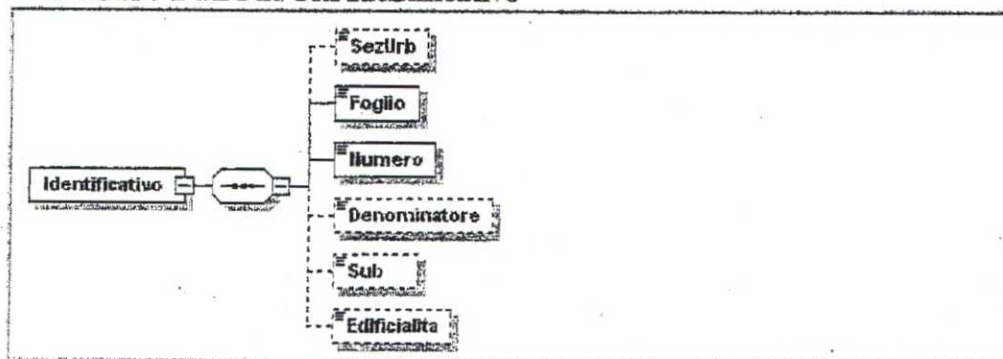 SezUrb
Foglio
Numero
Identificativo
Denominatore
Sub
Edificialita